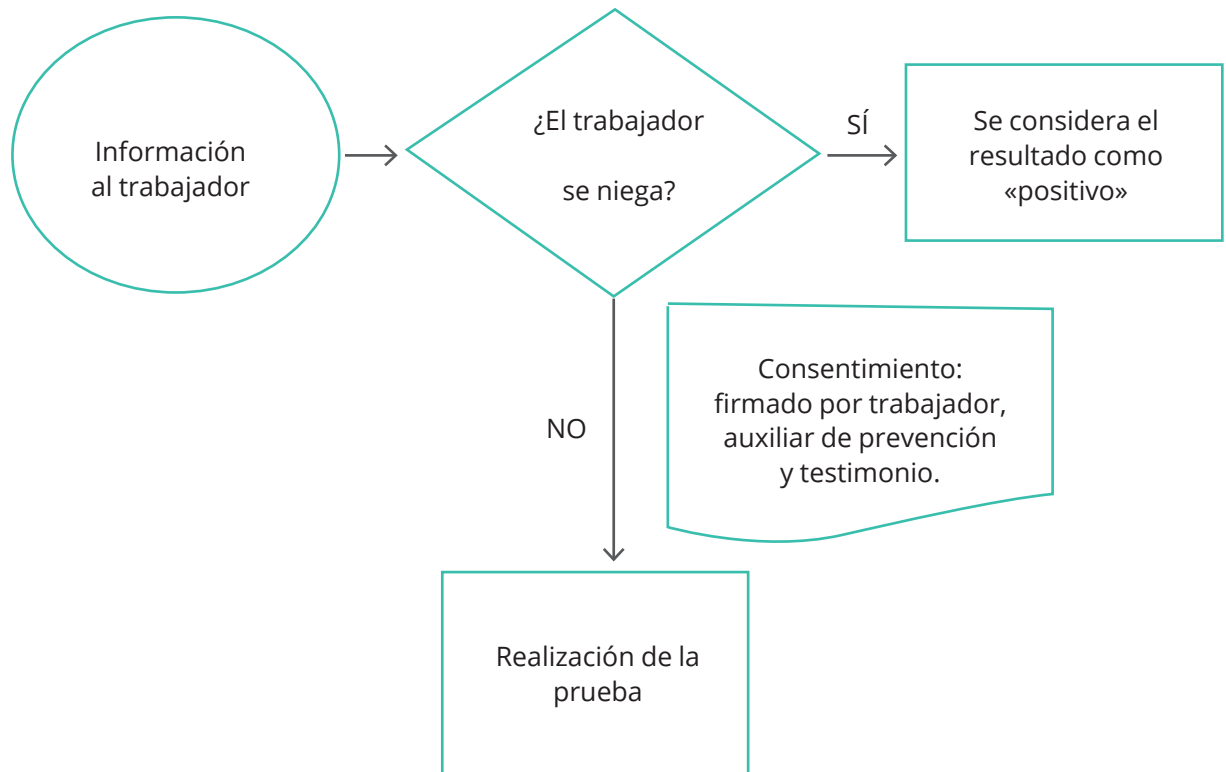 Información
al trabajador
¿El trabajador
se niega?
SÍ
Se considera el
resultado como
«positivo»
NO
Consentimiento:
firmado por trabajador,
auxiliar de prevención
y testimonio.
Realización de la
prueba